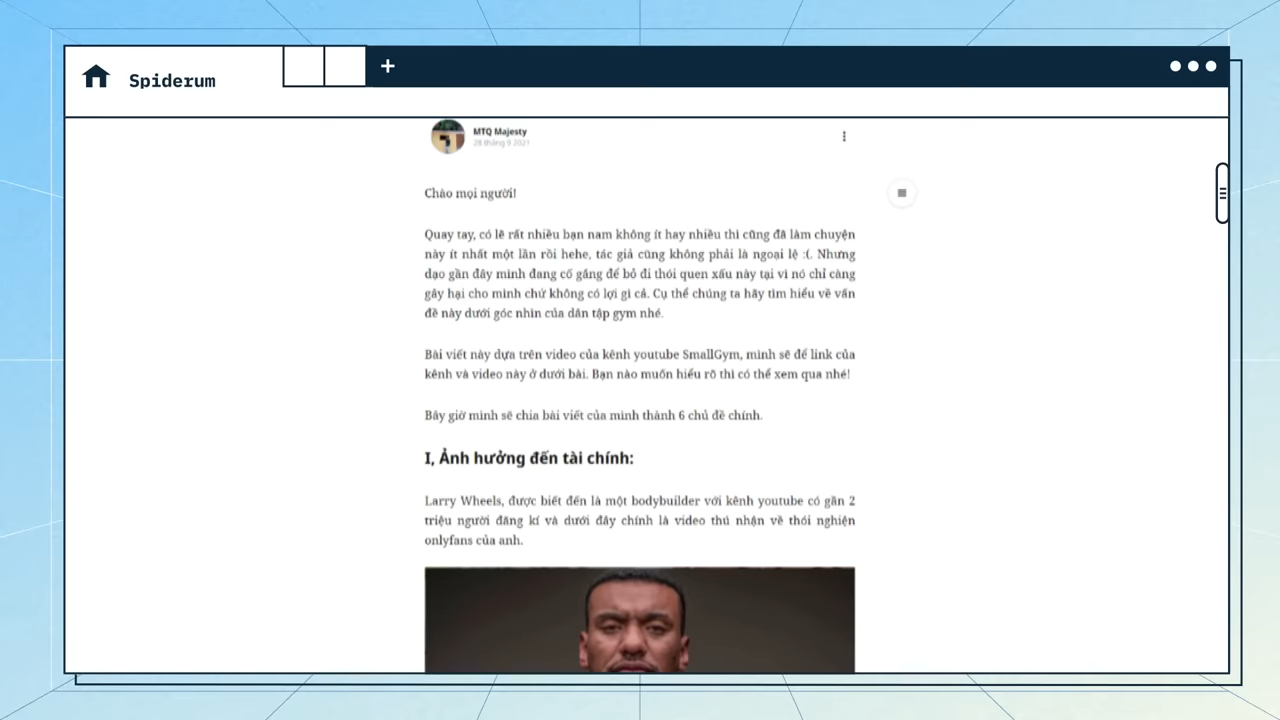 Spiderum
MTQ Majesty
28 tháng 9 2021
Chào mọi người!
Quay tay, có lẽ rất nhiều bạn nam không ít hay nhiều thì cũng đã làm chuyện
này ít nhất một lần rồi hehe, tác giả cũng không phải là ngoại lệ :(. Nhưng
dạo gần đây mình đang cố gắng để bỏ đi thói quen xấu này tại vì nó chỉ càng
gây hại cho mình chứ không có lợi gì cả. Cụ thể chúng ta hãy tìm hiểu về vấn
đề này dưới góc nhìn của dân tập gym nhé.
Bài viết này dựa trên video của kênh youtube SmallGym, mình sẽ để link của
kênh và video này ở dưới bài. Bạn nào muốn hiểu rõ thì có thể xem qua nhé!
Bây giờ mình sẽ chia bài viết của mình thành 6 chủ đề chính.
I, Ảnh hưởng đến tài chính:
Larry Wheels, được biết đến là một bodybuilder với kênh youtube có gần 2
triệu người đăng kí và dưới đây chính là video thú nhận về thói nghiện
onlyfans của anh.